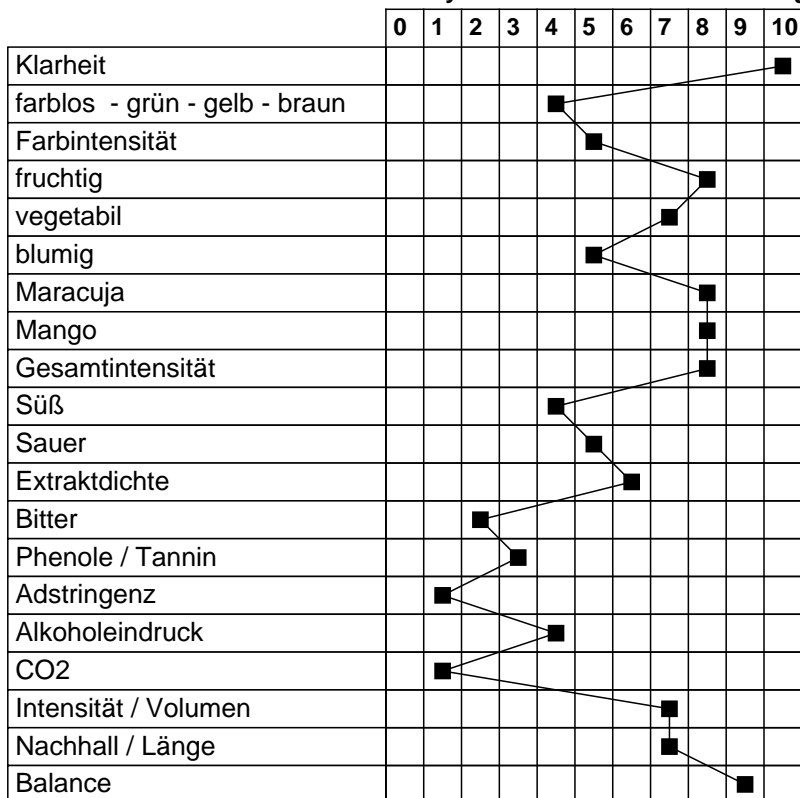 0 1 2 3 4 5 6 7 8 9 10
Klarheit
farblos - grün - gelb - braun
Farbintensität
fruchtig
vegetabil
blumig
Maracuja
Mango
Gesamtintensität
Süß
Sauer
Extraktdichte
Bitter
Phenole / Tannin
Adstringenz
Alkoholeindruck
CO2
Intensität / Volumen
Nachhall / Länge
Balance